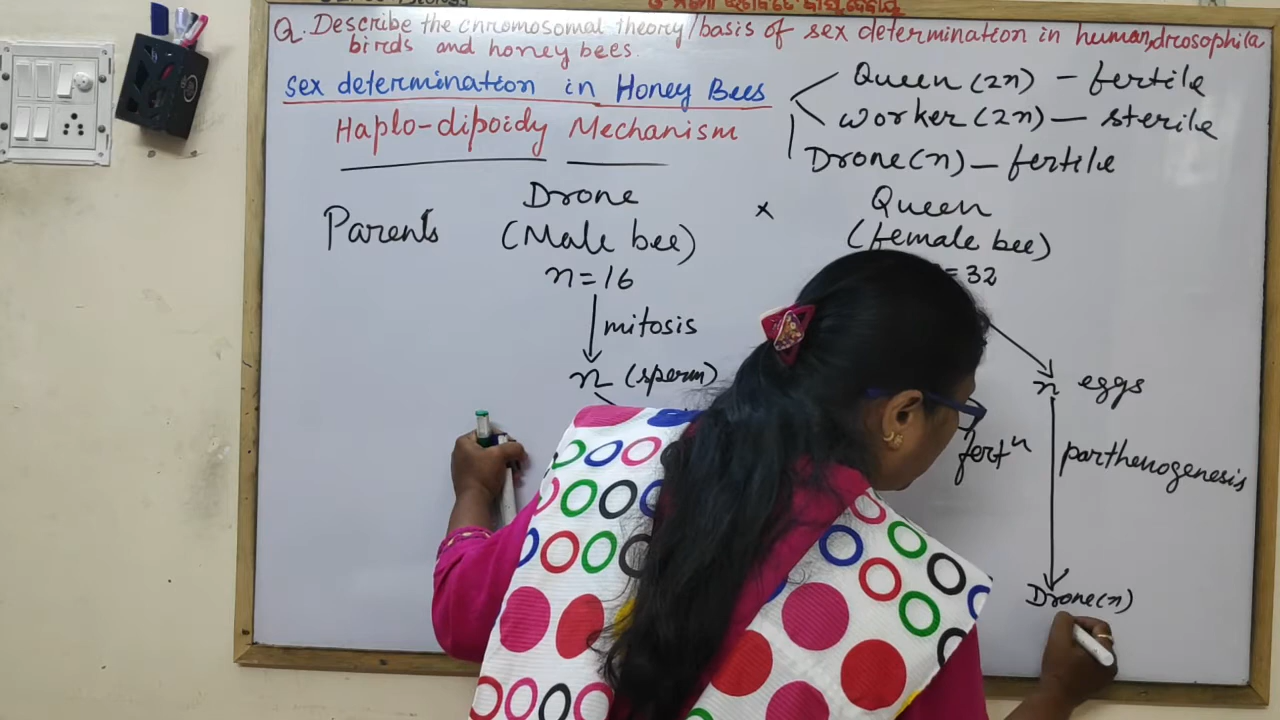 Q. Describe the chromosomal theory/basis of sex determination in human, drosophila
birds and honey bees.
sex determination in Honey Bees
Haplo-dipoidy Mechanism
Queen (2n) - fertile
worker (2n) - sterile
Drone (n) - fertile
Parents
Drone
(Male bee)
n=16
×
Queen
(female bee)
= 32
mitosis
n (sperm)
n eggs
fertⁿ
parthenogenesis
Drone(n)